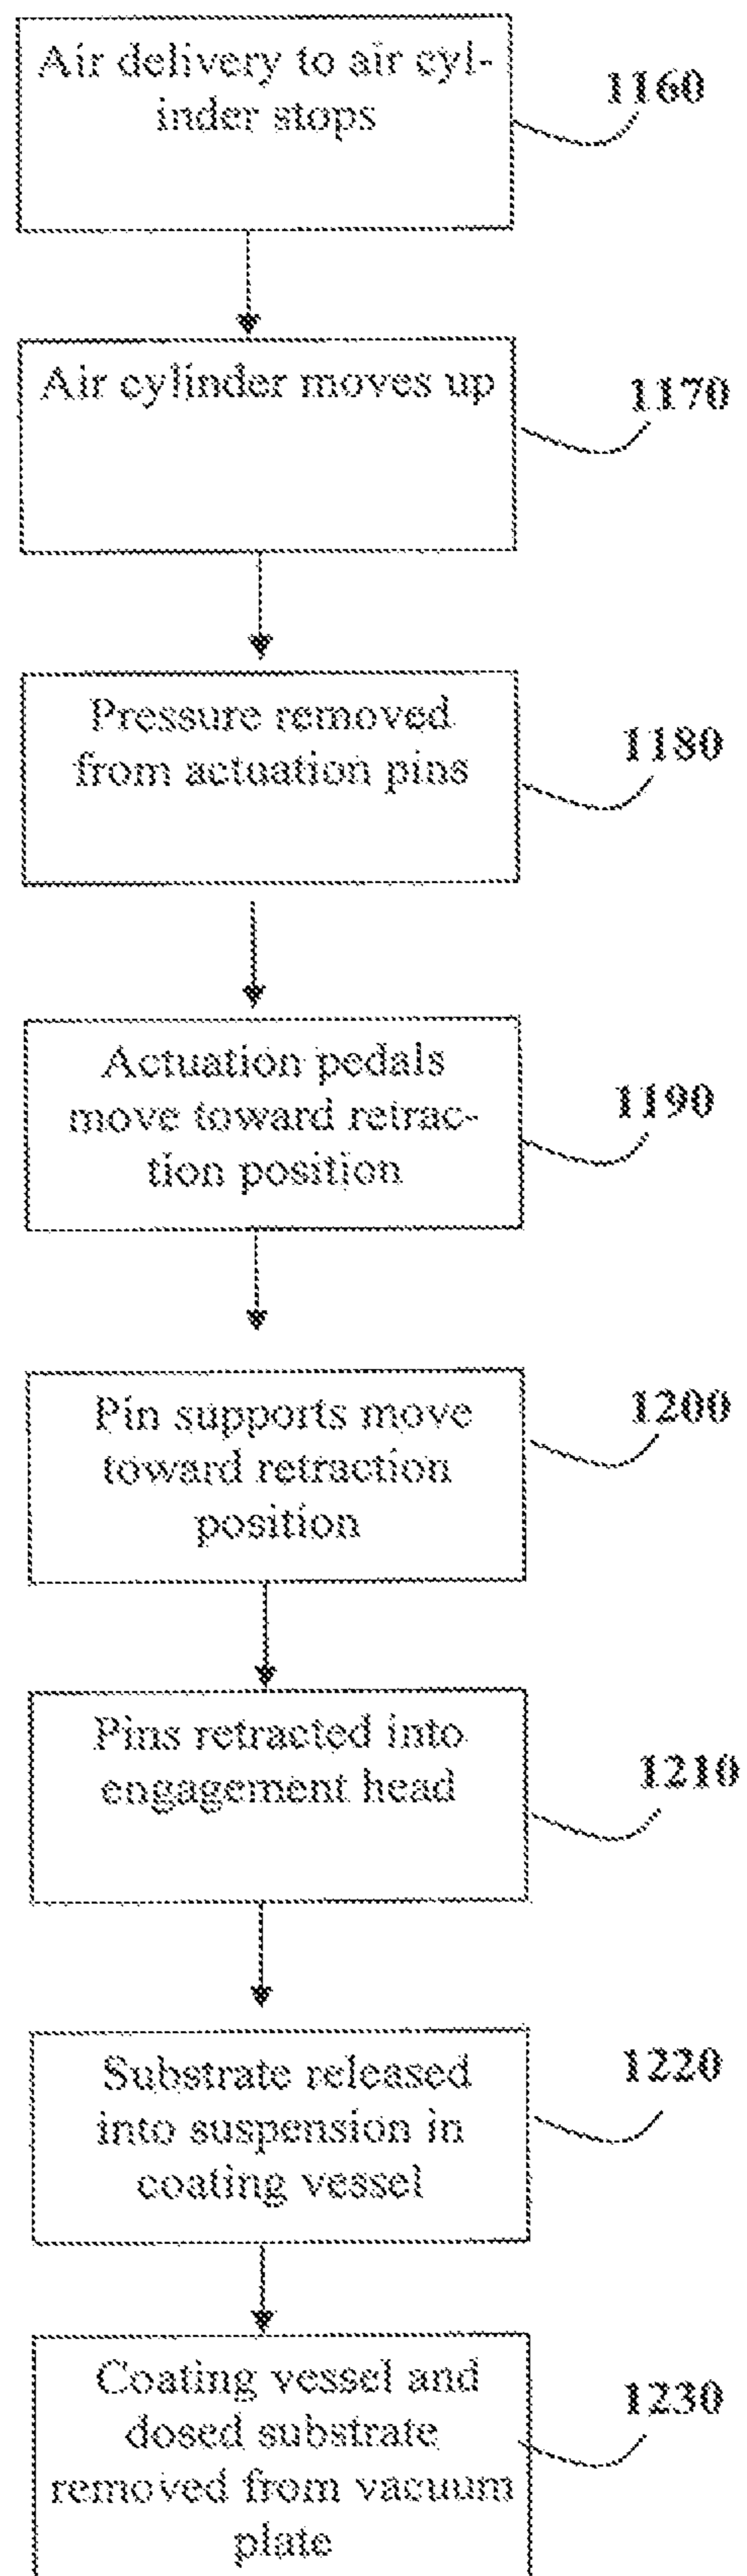 Air delivery to air cyl-
inder stops
1160
Air cylinder moves up
1170
Pressure removed
from actuation pins
1180
Actuation pedals
move toward retrac-
tion position
1190
Pin supports move
toward retraction
position
1200
Pins retracted into
engagement head
1210
Substrate released
into suspension in
coating vessel
1220
Coating vessel and
dosed substrate
removed from vacuum
plate
1230